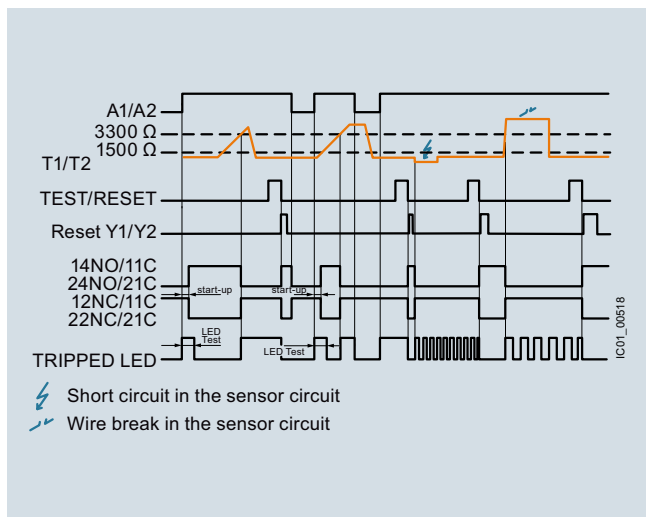 A1/A2
3300 Ω
1500 Ω
T1/T2
TEST/RESET
Reset Y1/Y2
14NO/11C
24NO/21C
start-up
start-up
12NC/11C
22NC/21C
LED
Test
LED Test
TRIPPED LED
IC01_00518
Short circuit in the sensor circuit
Wire break in the sensor circuit